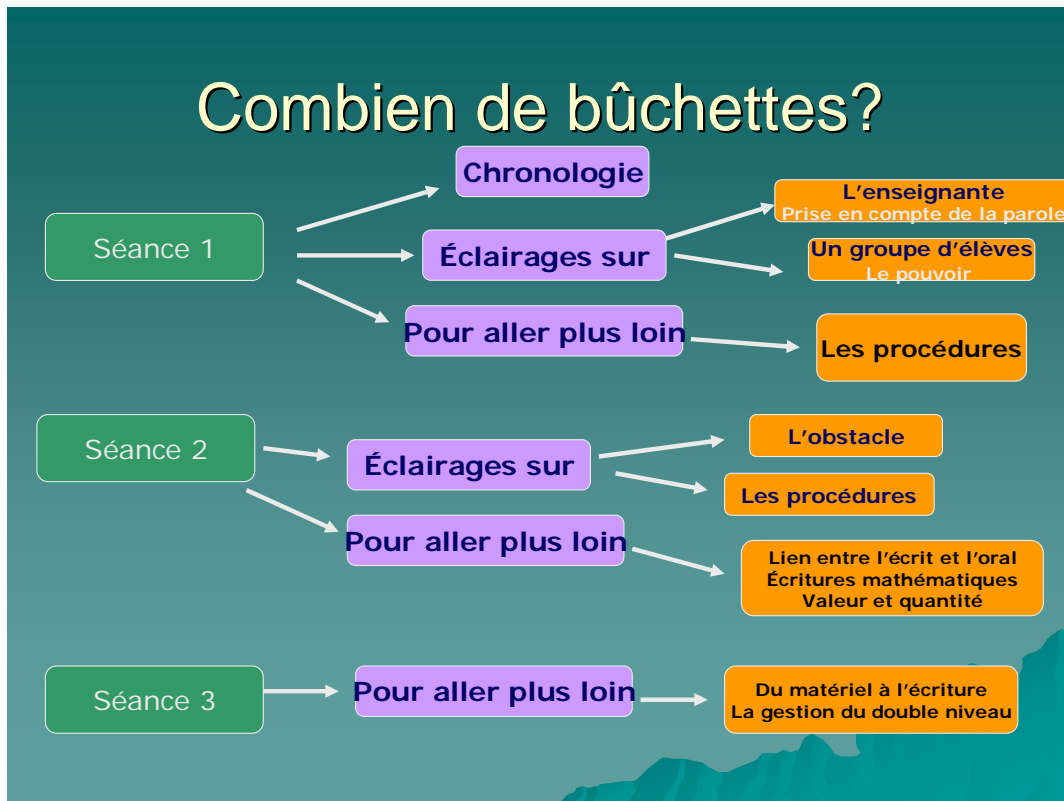 Combien de bûchettes?
Chronologie
Séance 1
Éclairages sur
L'enseignante
Prise en compte de la parole
Un groupe d'élèves
Le pouvoir
Pour aller plus loin
Les procédures
Séance 2
Éclairages sur
L'obstacle
Les procédures
Pour aller plus loin
Lien entre l'écrit et l'oral
Écritures mathématiques
Valeur et quantité
Séance 3
Pour aller plus loin
Du matériel à l'écriture
La gestion du double niveau